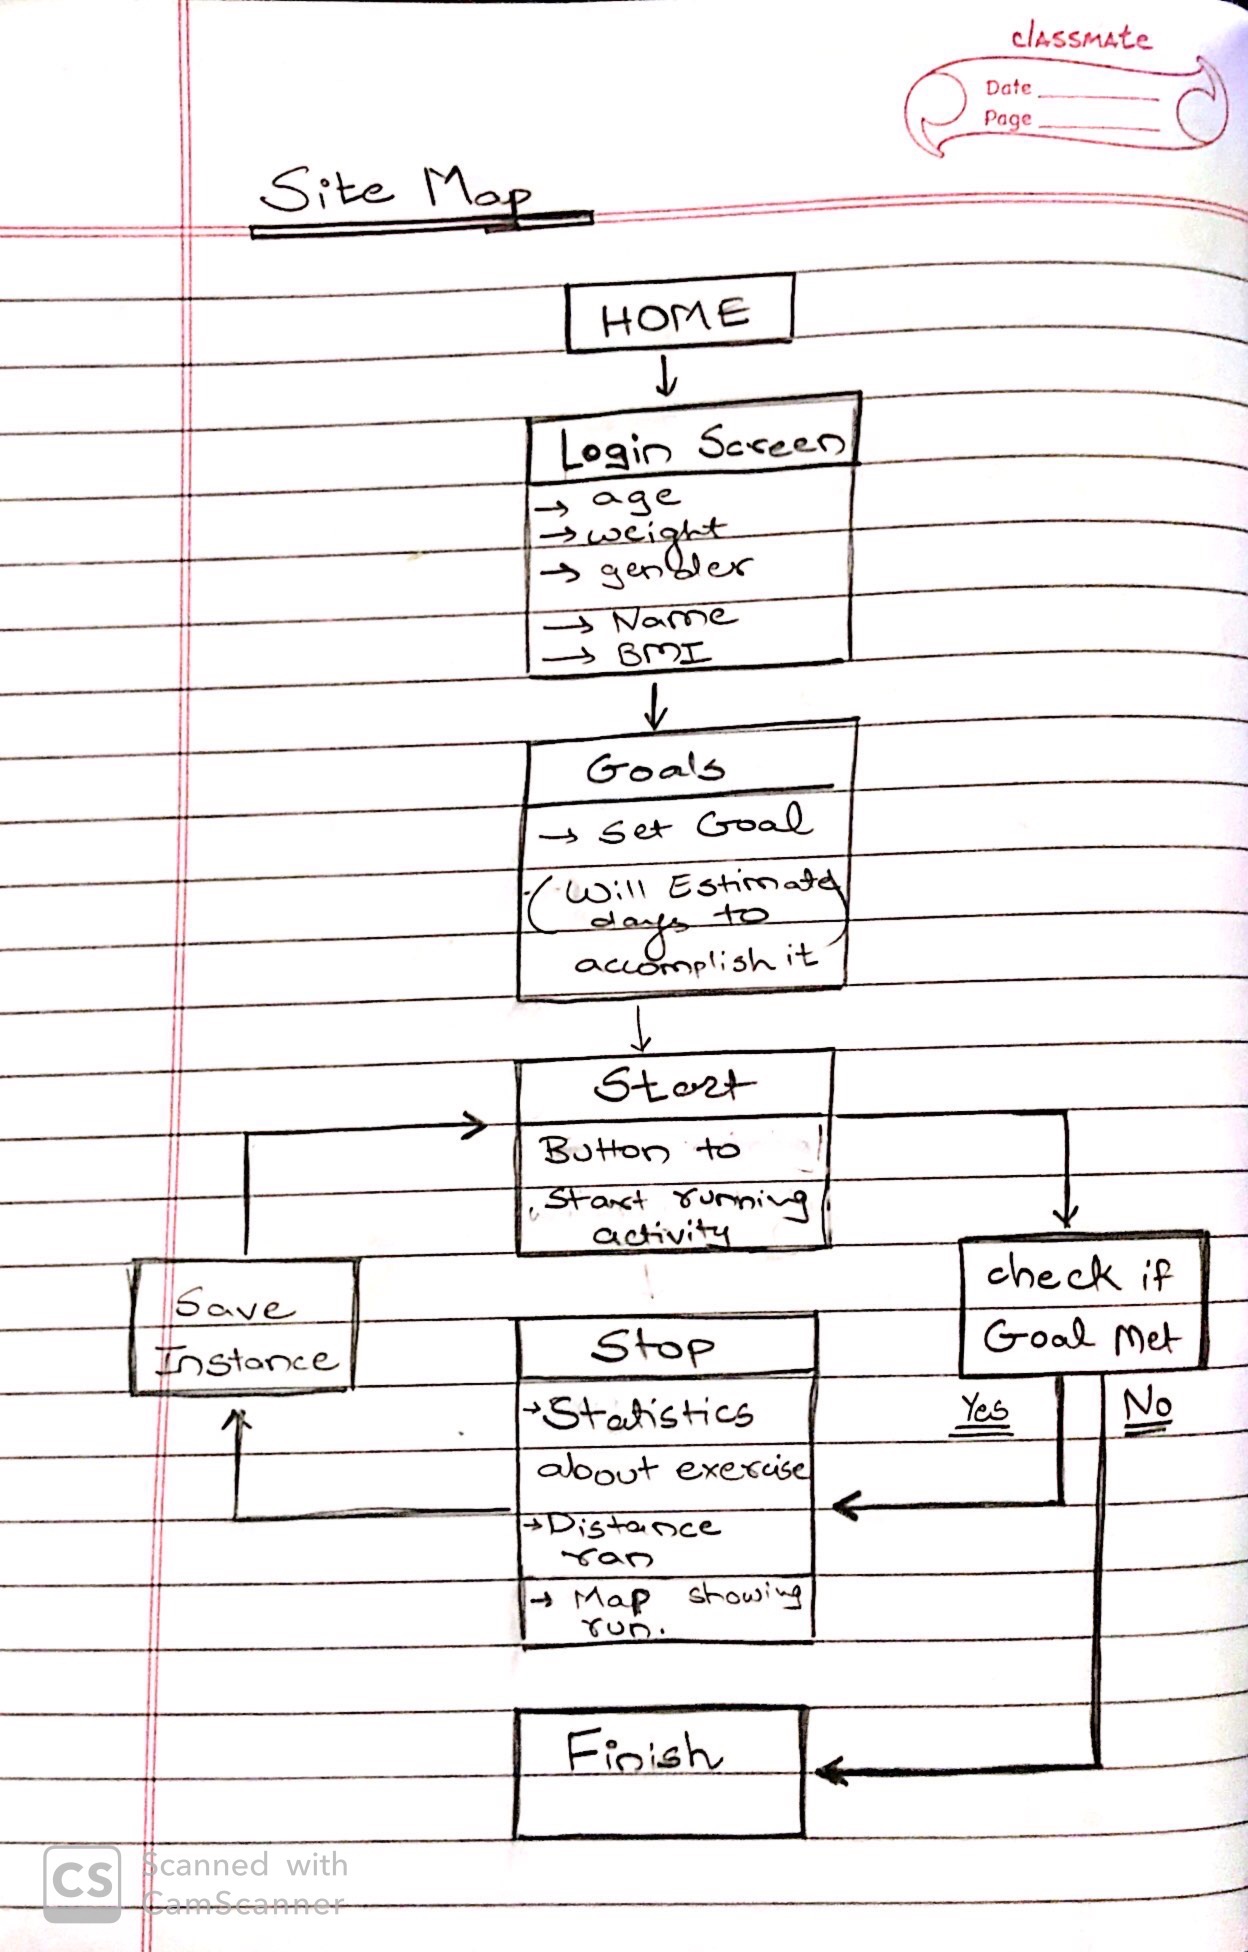 classmate
Date
Page
Site Map
HOME
Login Screen
→ age
→ weight
→ gender
→ Name
→ BMI
Goals
→ Set Goal
(Will Estimate
days to
accomplish it)
Start
Button to
Start running
activity
Save
Instance
check if
Goal Met
Yes
No
Stop
→ Statistics
about exercise
→ Distance
ran
→ Map showing
run.
Finish
CS
Scanned with
CamScanner